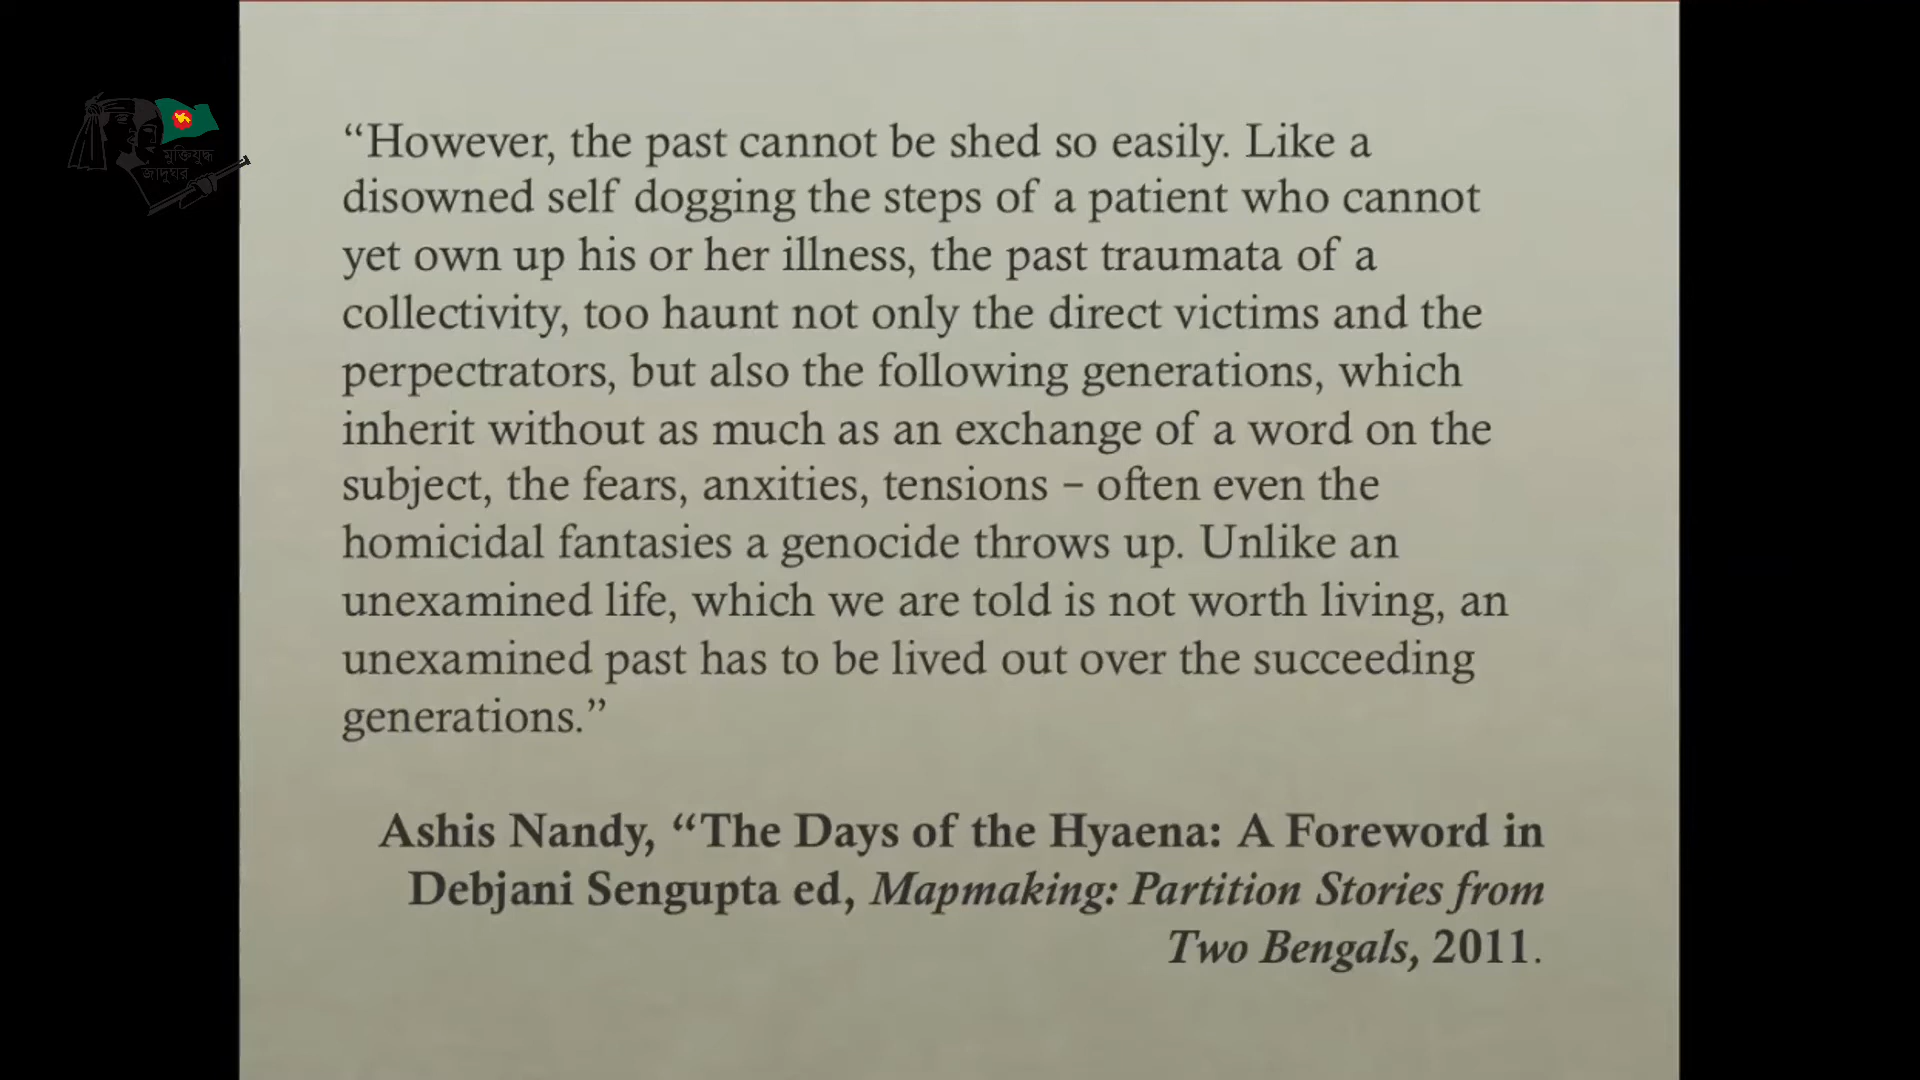 মুক্তিযুদ্ধ
জাদুঘর
“However, the past cannot be shed so easily. Like a
disowned self dogging the steps of a patient who cannot
yet own up his or her illness, the past traumata of a
collectivity, too haunt not only the direct victims and the
perpectrators, but also the following generations, which
inherit without as much as an exchange of a word on the
subject, the fears, anxities, tensions – often even the
homicidal fantasies a genocide throws up. Unlike an
unexamined life, which we are told is not worth living, an
unexamined past has to be lived out over the succeeding
generations.”
Ashis Nandy, “The Days of the Hyaena: A Foreword in
Debjani Sengupta ed, Mapmaking: Partition Stories from
Two Bengals, 2011.